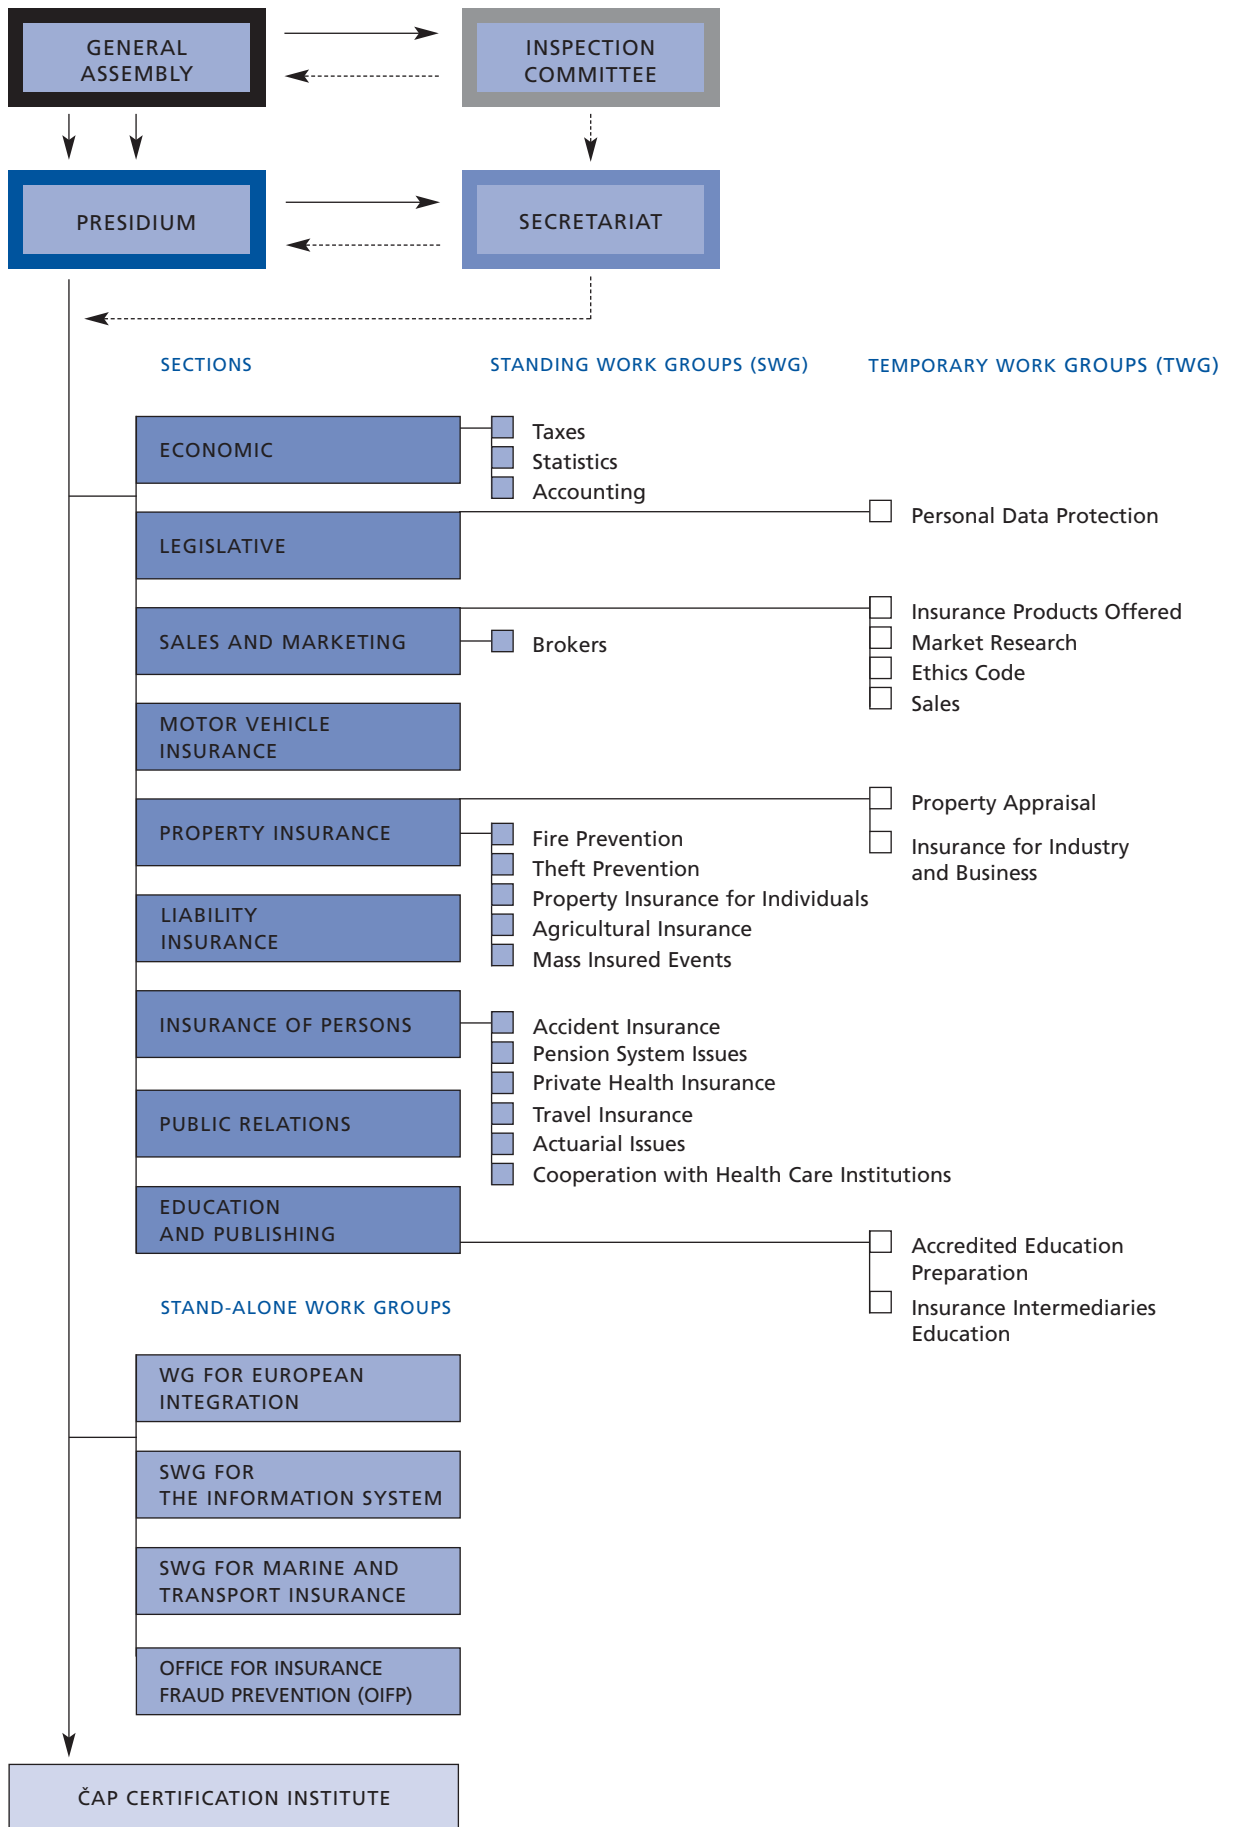 GENERAL
ASSEMBLY
INSPECTION
COMMITTEE
PRESIDIUM
SECRETARIAT
SECTIONS
STANDING WORK GROUPS (SWG)
TEMPORARY WORK GROUPS (TWG)
ECONOMIC
Taxes
Statistics
Accounting
LEGISLATIVE
Personal Data Protection
SALES AND MARKETING
Brokers
Insurance Products Offered
Market Research
Ethics Code
Sales
MOTOR VEHICLE
INSURANCE
PROPERTY INSURANCE
Fire Prevention
Theft Prevention
Property Insurance for Individuals
Agricultural Insurance
Mass Insured Events
Property Appraisal
Insurance for Industry
and Business
LIABILITY
INSURANCE
INSURANCE OF PERSONS
Accident Insurance
Pension System Issues
Private Health Insurance
Travel Insurance
Actuarial Issues
Cooperation with Health Care Institutions
PUBLIC RELATIONS
EDUCATION
AND PUBLISHING
Accredited Education
Preparation
Insurance Intermediaries
Education
STAND-ALONE WORK GROUPS
WG FOR EUROPEAN
INTEGRATION
SWG FOR
THE INFORMATION SYSTEM
SWG FOR MARINE AND
TRANSPORT INSURANCE
OFFICE FOR INSURANCE
FRAUD PREVENTION (OIFP)
ČAP CERTIFICATION INSTITUTE